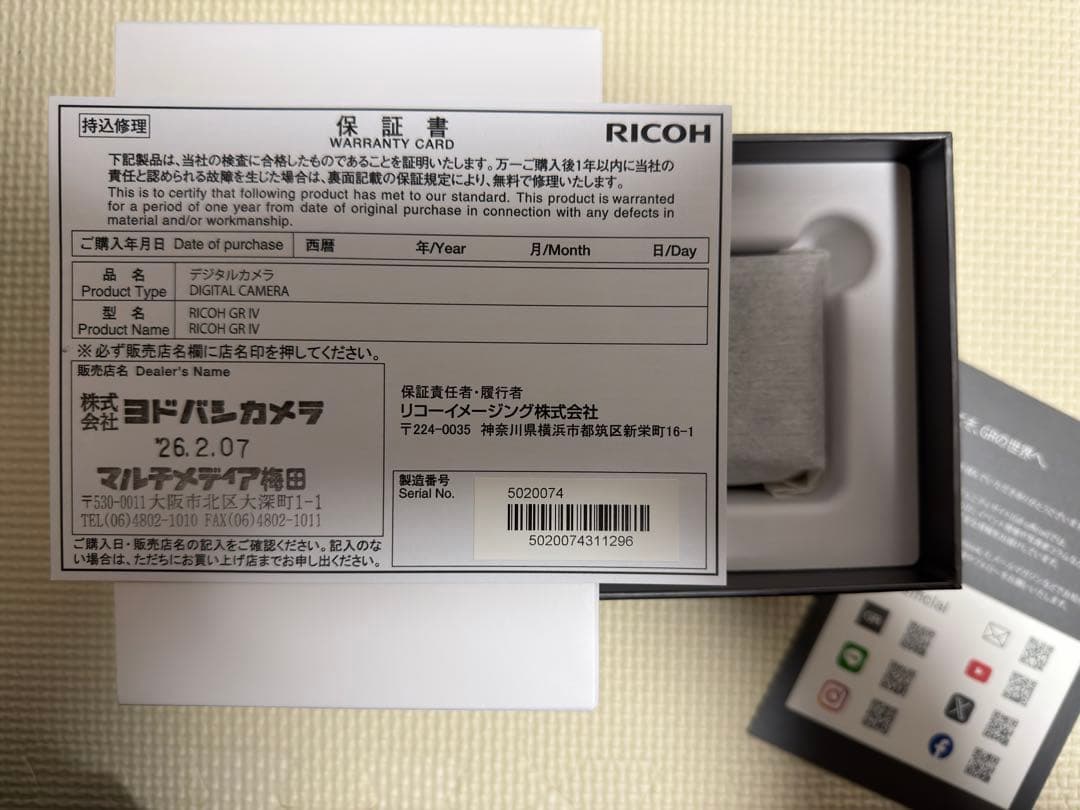 持込修理
保証書
WARRANTY CARD
RICOH
下記製品は、当社の検査に合格したものであることを証明いたします。万一ご購入後1年以内に当社の
責任と認められる故障を生じた場合は、裏面記載の保証規定により、無料で修理いたします。
This is to certify that following product has met to our standard. This product is warranted
for a period of one year from date of original purchase in connection with any defects in
material and/or workmanship.
ご購入年月日 Date of purchase 西暦 年/Year 月/Month 日/Day
品名 デジタルカメラ
Product Type DIGITAL CAMERA
型名 RICOH GR IV
Product Name RICOH GR IV
※必ず販売店名欄に店名印を押してください。
販売店名 Dealer's Name
株式会社 ヨドバシカメラ
'26.2.07
マルチメディア梅田
〒530-0011大阪市北区大深町1-1
TEL(06)4802-1010 FAX(06)4802-1011
ご購入日・販売店名の記入をご確認ください。記入のな
い場合は、ただちにお買い上げ店までお申し出ください。
保証責任者・履行者
リコーイメージング株式会社
〒224-0035 神奈川県横浜市都筑区新栄町16-1
製造番号
Serial No.
5020074
5020074311296
GRの世界へ